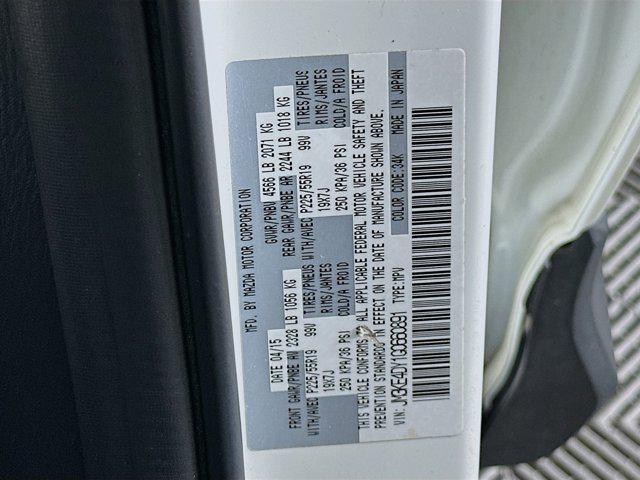 MFD. BY MAZDA MOTOR CORPORATION
DATE 04/15 GVWR/PNBV 4566 LB 2071 KG
FRONT GAWR/PNBE AV 2328 LB 1056 KG REAR GAWR/PNBE AR 2244 LB 1018 KG
WITH/AVEC P225/55R19 99V TIRES/PNEUS WITH/AVEC P225/55R19 99V TIRES/PNEUS
19X7J RIMS/JANTES 19X7J RIMS/JANTES
250 KPA/36 PSI COLD/A FROID 250 KPA/36 PSI COLD/A FROID
THIS VEHICLE CONFORMS ALL APPLICABLE FEDERAL MOTOR VEHICLE SAFETY AND THEFT
PREVENTION STANDARDS IN EFFECT ON THE DATE OF MANUFACTURE SHOWN ABOVE.
COLOR CODE:34K MADE IN JAPAN
VIN: JM3KE4DY1G0660891 TYPE: MPV